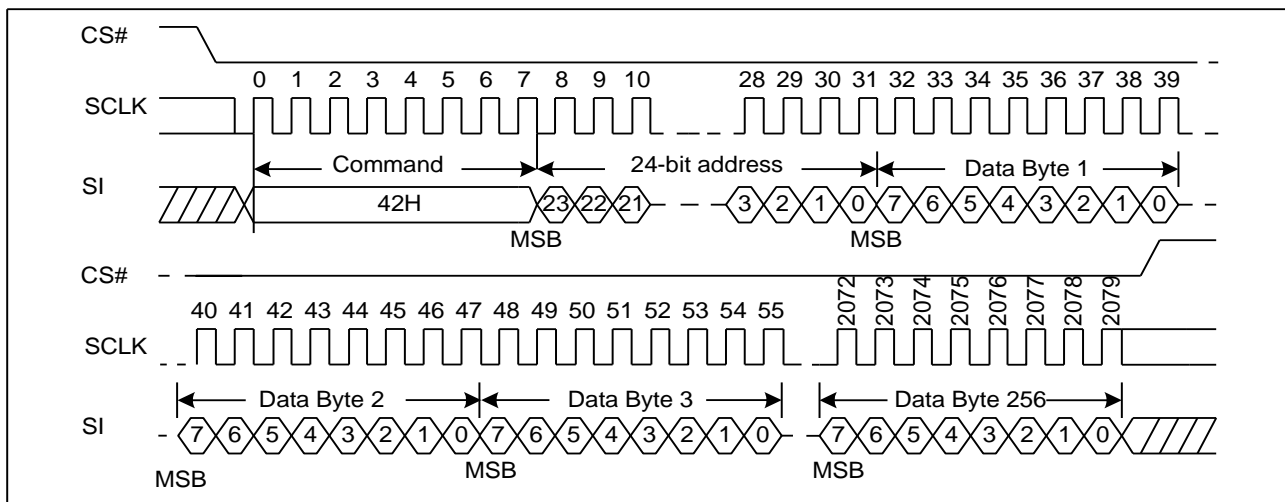 CS#
0 1 2 3 4 5 6 7 8 9 10 28 29 30 31 32 33 34 35 36 37 38 39
SCLK
Command 24-bit address Data Byte 1
SI
42H 23 22 21 3 2 1 0 7 6 5 4 3 2 1 0
MSB MSB
CS#
40 41 42 43 44 45 46 47 48 49 50 51 52 53 54 55 2072 2073 2074 2075 2076 2077 2078 2079
SCLK
Data Byte 2 Data Byte 3 Data Byte 256
SI
7 6 5 4 3 2 1 0 7 6 5 4 3 2 1 0 7 6 5 4 3 2 1 0
MSB MSB MSB